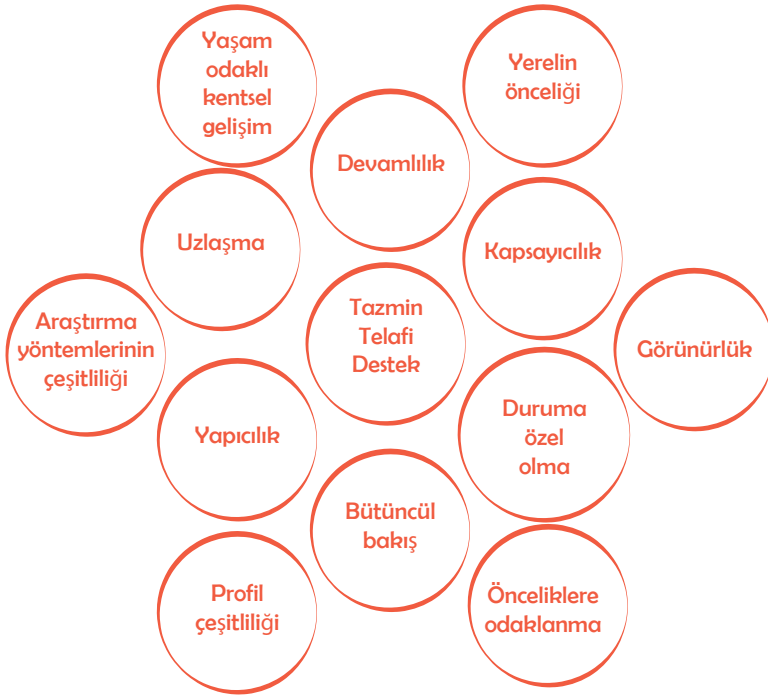 Yaşam
odaklı
kentsel
gelişim
Yerelin
önceliği
Devamlılık
Uzlaşma
Kapsayıcılık
Araştırma
yöntemlerinin
çeşitliliği
Tazmin
Telafi
Destek
Görünürlük
Yapıcılık
Duruma
özel
olma
Bütüncül
bakış
Profil
çeşitliliği
Önceliklere
odaklanma